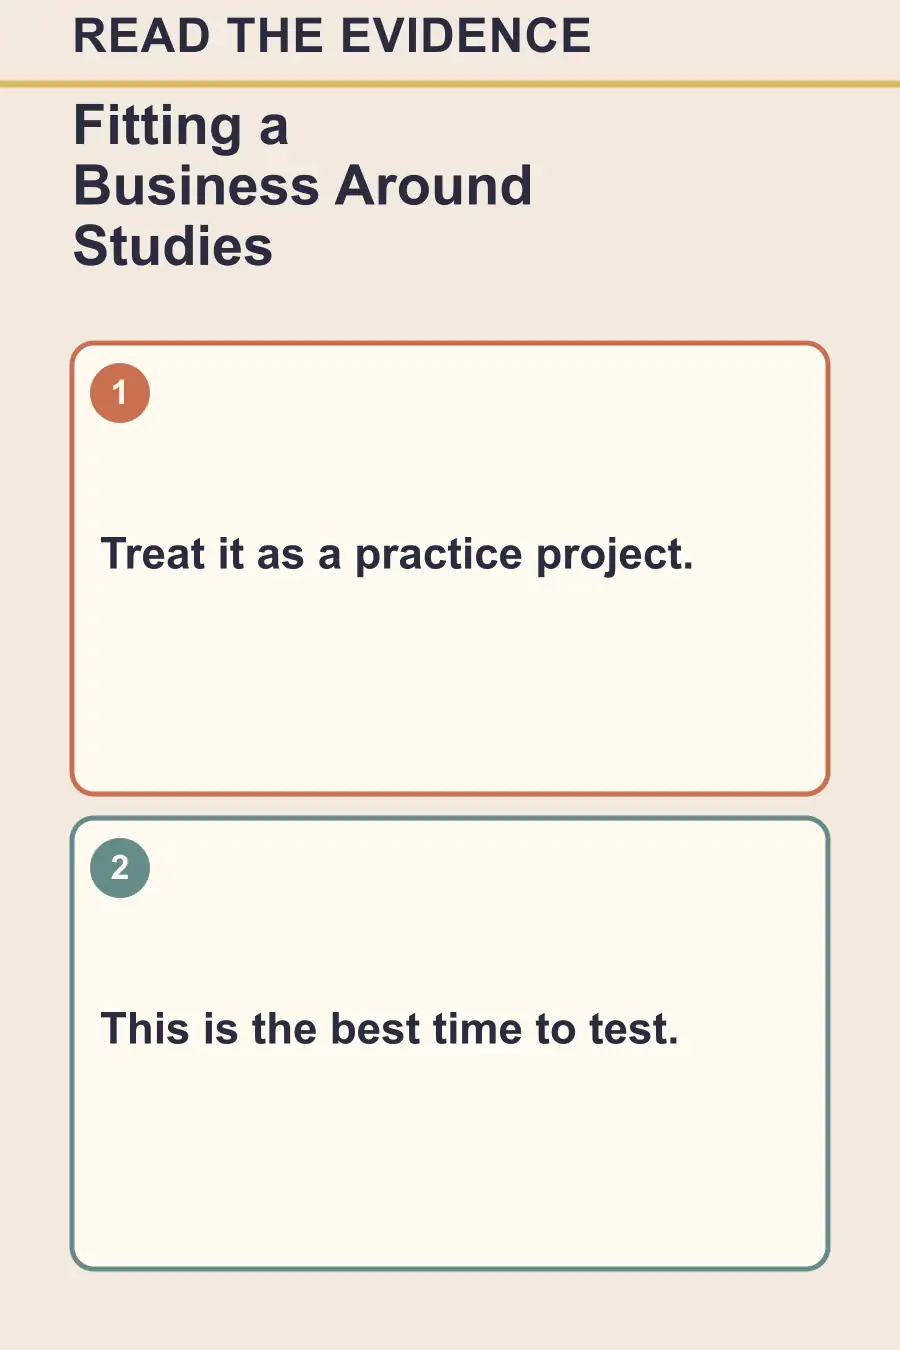 READ THE EVIDENCE
Fitting a
Business Around
Studies
1
Treat it as a practice project.
2
This is the best time to test.